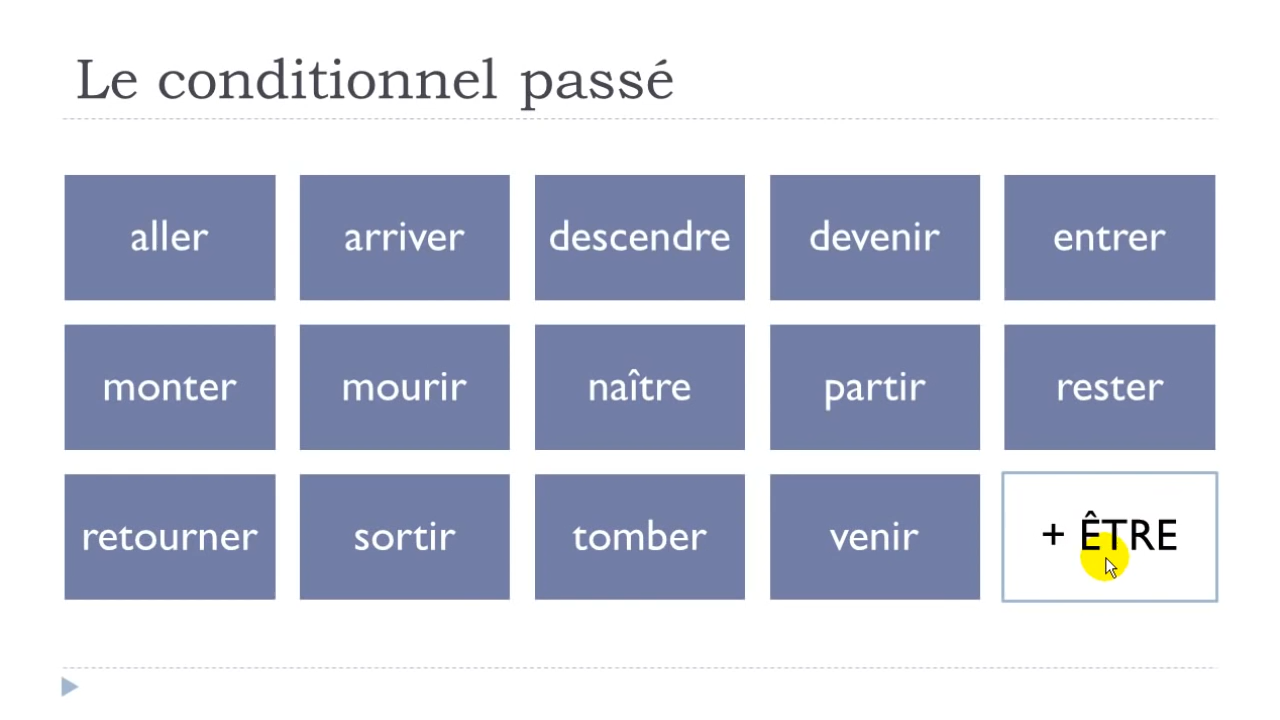 Le conditionnel passé
aller
arriver
descendre
devenir
entrer
monter
mourir
naître
partir
rester
retourner
sortir
tomber
venir
+ ÊTRE